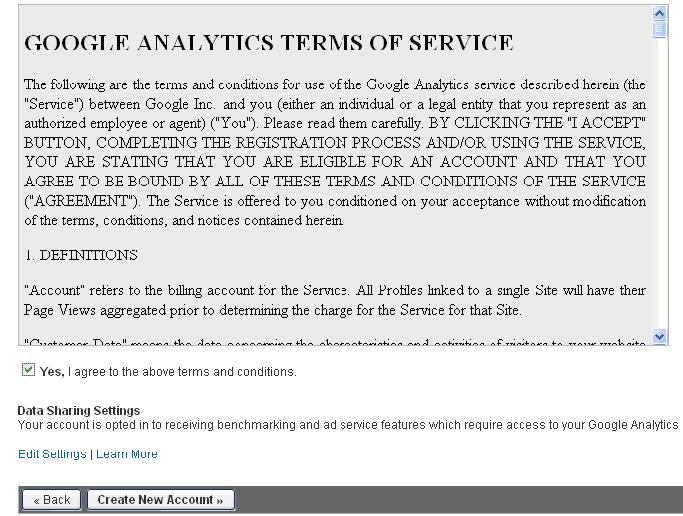 GOOGLE ANALYTICS TERMS OF SERVICE
The following are the terms and conditions for use of the Google Analytics service described herein (the
"Service") between Google Inc. and you (either an individual or a legal entity that you represent as an
authorized employee or agent) ("You"). Please read them carefully. BY CLICKING THE "I ACCEPT"
BUTTON, COMPLETING THE REGISTRATION PROCESS AND/OR USING THE SERVICE,
YOU ARE STATING THAT YOU ARE ELIGIBLE FOR AN ACCOUNT AND THAT YOU
AGREE TO BE BOUND BY ALL OF THESE TERMS AND CONDITIONS OF THE SERVICE
("AGREEMENT"). The Service is offered to you conditioned on your acceptance without modification
of the terms, conditions, and notices contained herein
1. DEFINITIONS
"Account" refers to the billing account for the Service. All Profiles linked to a single Site will have their
Page Views aggregated prior to determining the charge for the Service for that Site.
"Customer Data" means the data concerning the characteristics and activities of visitors to your website
Yes, I agree to the above terms and conditions.
Data Sharing Settings
Your account is opted in to receiving benchmarking and ad service features which require access to your Google Analytics
Edit Settings | Learn More
« Back Create New Account »